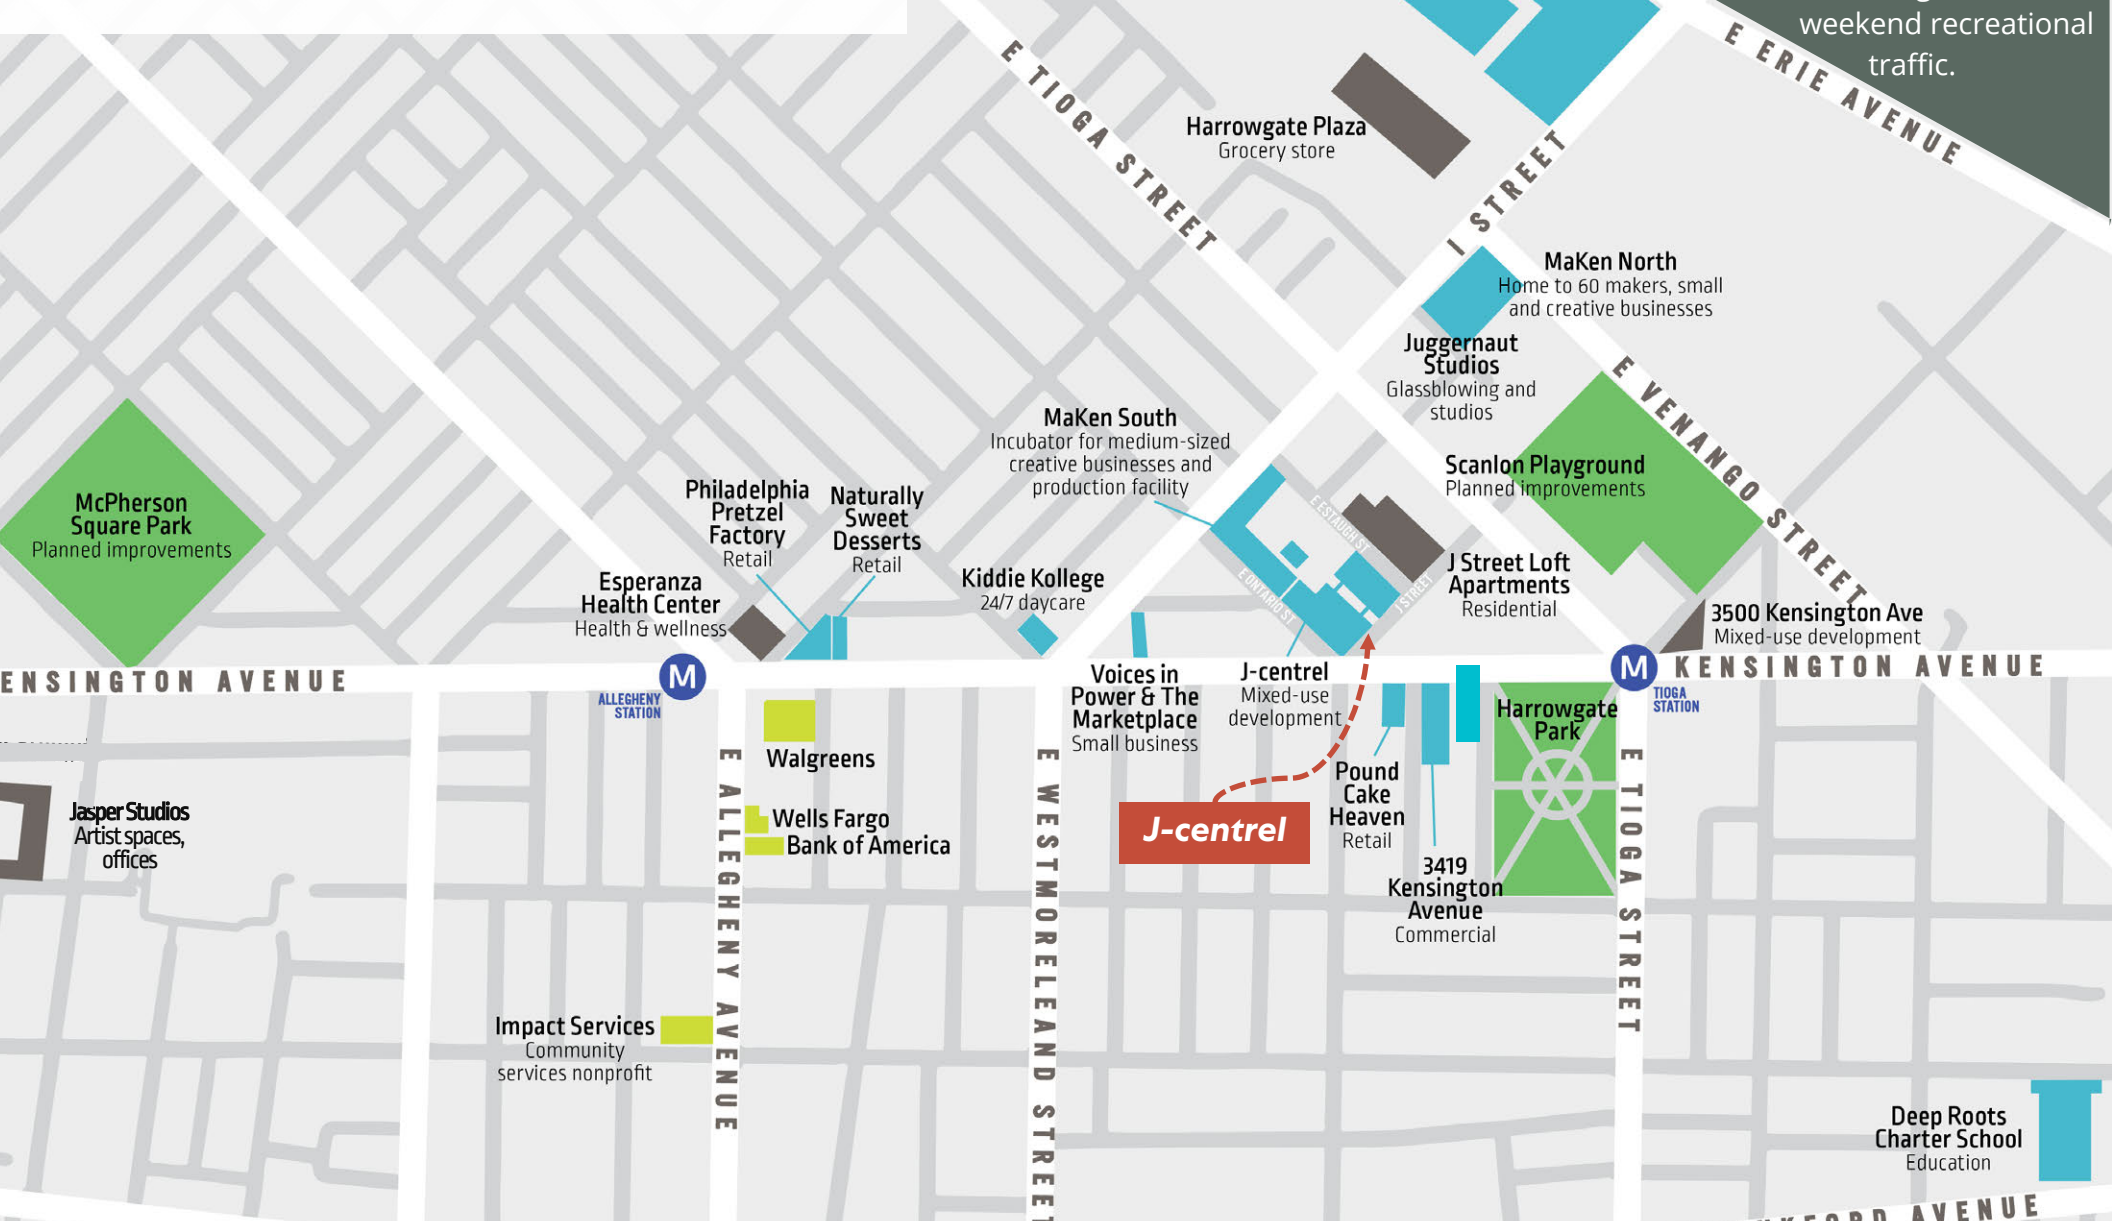 weekend recreational
traffic.
E ERIE AVENUE
E TIOGA STREET
Harrowgate Plaza
Grocery store
I STREET
MaKen North
Home to 60 makers, small
and creative businesses
Juggernaut
Studios
Glassblowing and
studios
E VENANGO STREET
MaKen South
Incubator for medium-sized
creative businesses and
production facility
Scanlon Playground
Planned improvements
McPherson
Square Park
Planned improvements
Philadelphia
Pretzel
Factory
Retail
Naturally
Sweet
Desserts
Retail
E ESTAUGH ST
E ONTARIO ST
J STREET
J Street Loft
Apartments
Residential
Esperanza
Health Center
Health & wellness
Kiddie Kollege
24/7 daycare
3500 Kensington Ave
Mixed-use development
ENSINGTON AVENUE
M
ALLEGHENY
STATION
M
TIOGA
STATION
KENSINGTON AVENUE
Voices in
Power & The
Marketplace
Small business
J-centrel
Mixed-use
development
Harrowgate
Park
Walgreens
Pound
Cake
Heaven
Retail
J-centrel
Jasper Studios
Artist spaces,
offices
Wells Fargo
Bank of America
3419
Kensington
Avenue
Commercial
E ALLEGHENY AVENUE
E WESTMORELEAND STREET
E TIOGA STREET
Impact Services
Community
services nonprofit
Deep Roots
Charter School
Education
AVENUE